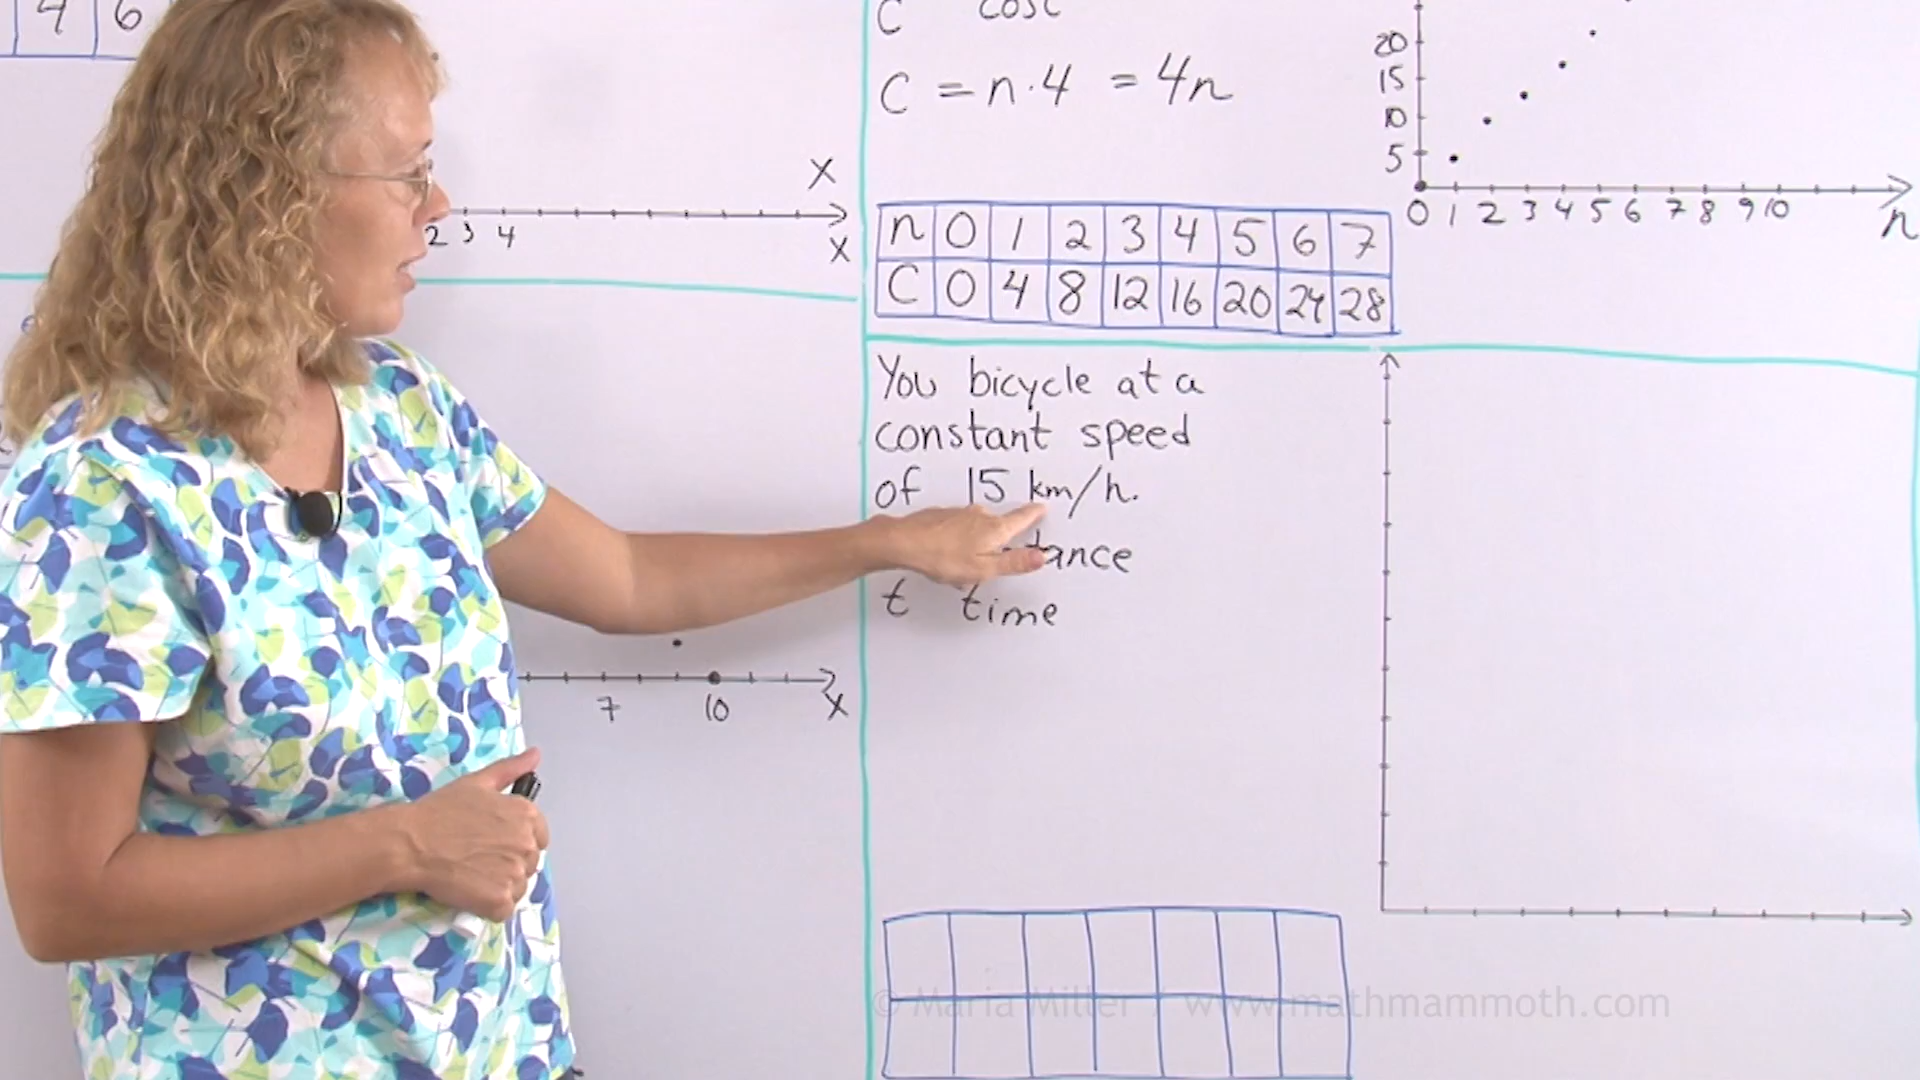 4 6
X
2 3 4
X
7 10 X
C cost
C = n · 4 = 4n
n 0 1 2 3 4 5 6 7
C 0 4 8 12 16 20 24 28
20
15
10
5
0 1 2 3 4 5 6 7 8 9 10
n
You bicycle at a
constant speed
of 15 km/h.
t time
© Maria Miller / www.mathmammoth.com